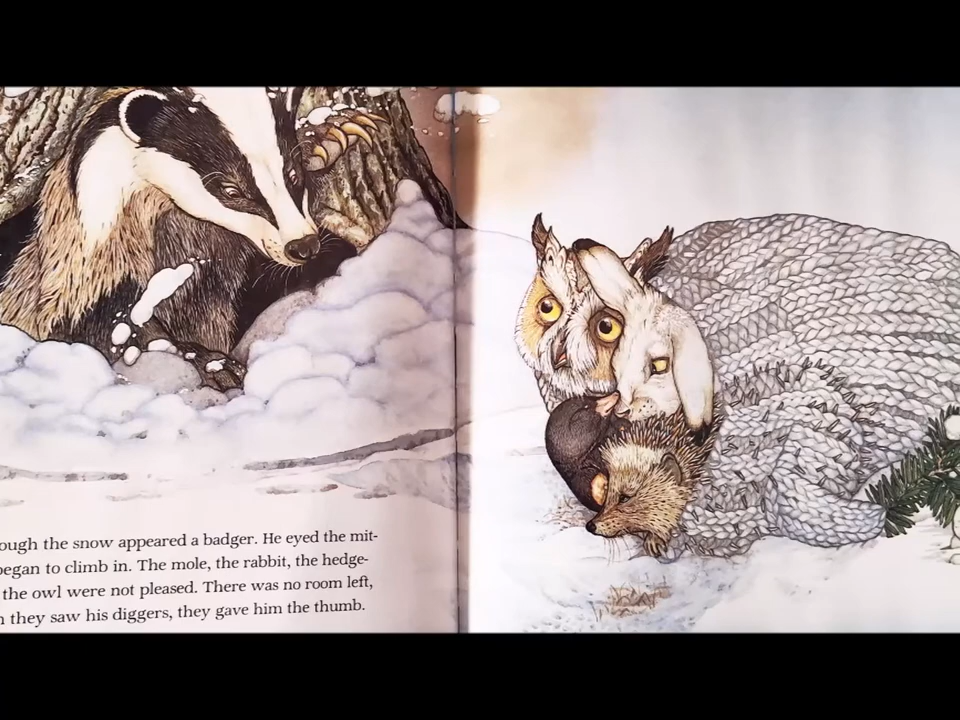 ough the snow appeared a badger. He eyed the mit-
began to climb in. The mole, the rabbit, the hedge-
the owl were not pleased. There was no room left,
n they saw his diggers, they gave him the thumb.